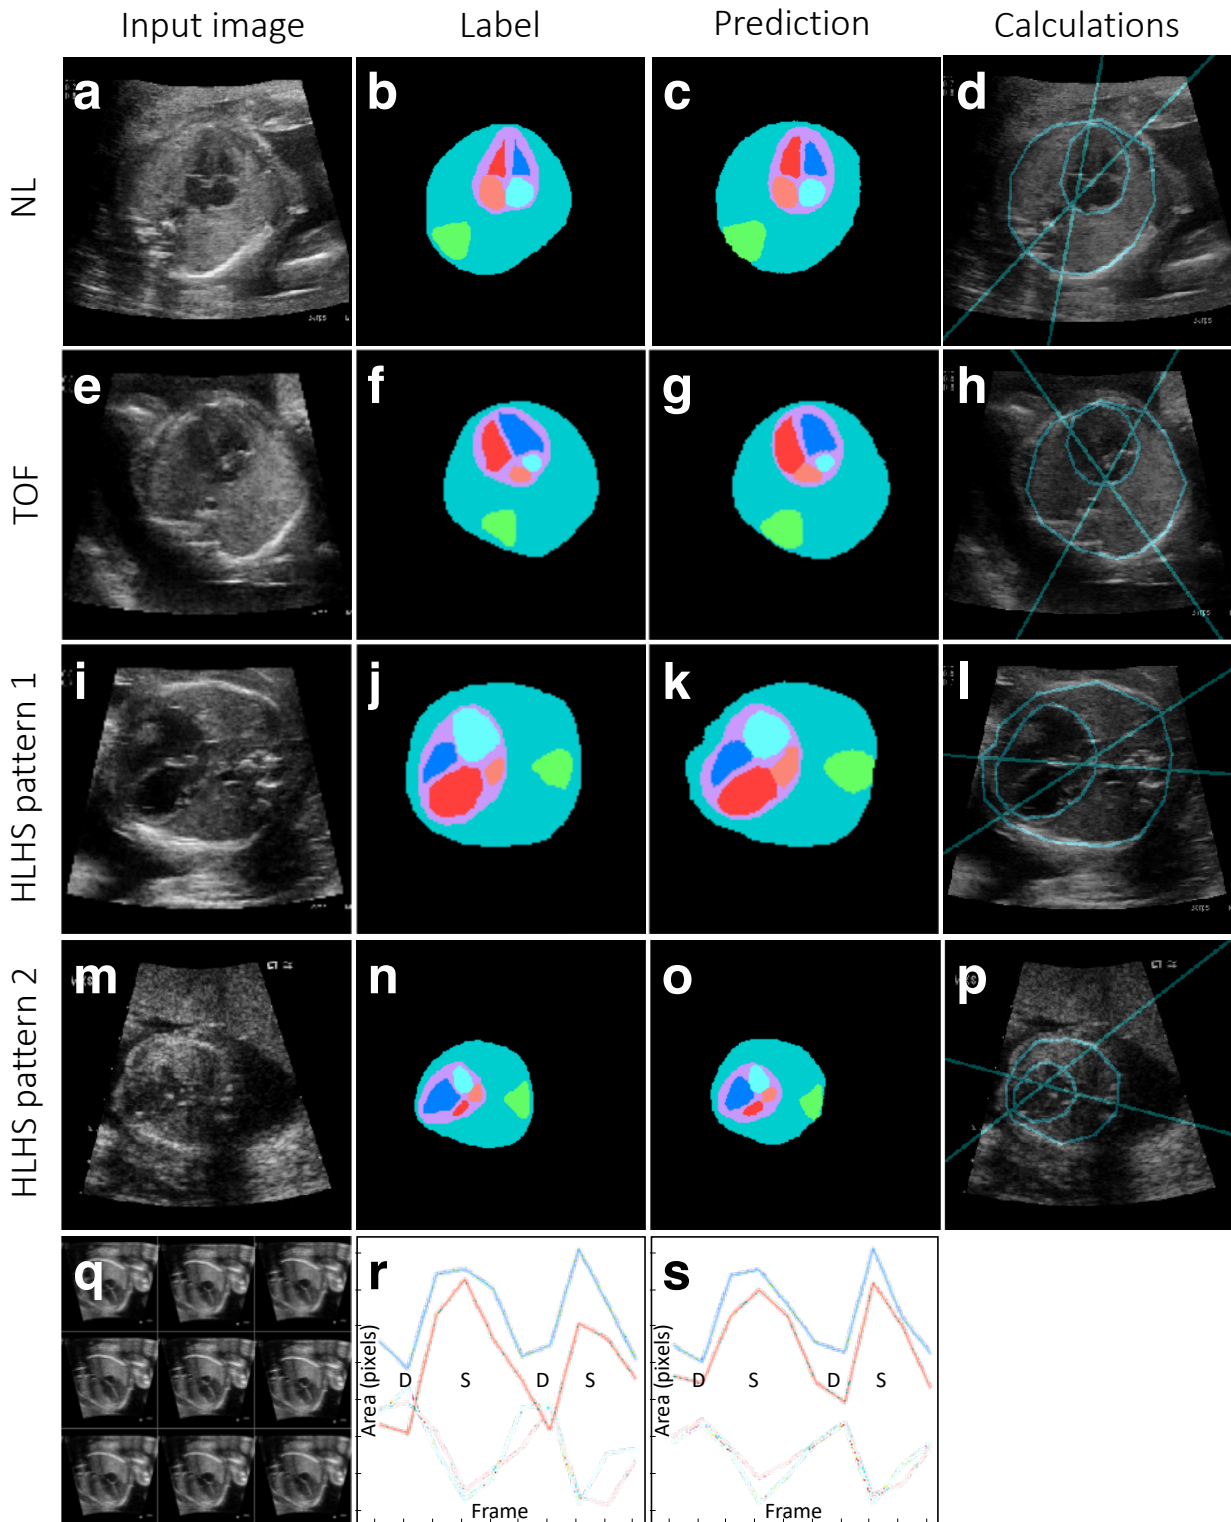 Input image Label Prediction Calculations
NL a b c d
TOF e f g h
HLHS pattern 1 i j k l
HLHS pattern 2 m n o p
q r s
Area (pixels) D S D S Frame
Area (pixels) D S D S Frame